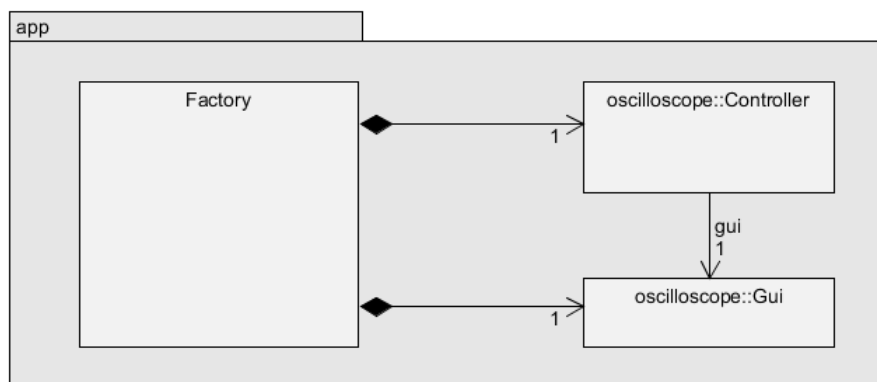 app
Factory
oscilloscope::Controller
1
gui
1
oscilloscope::Gui
1